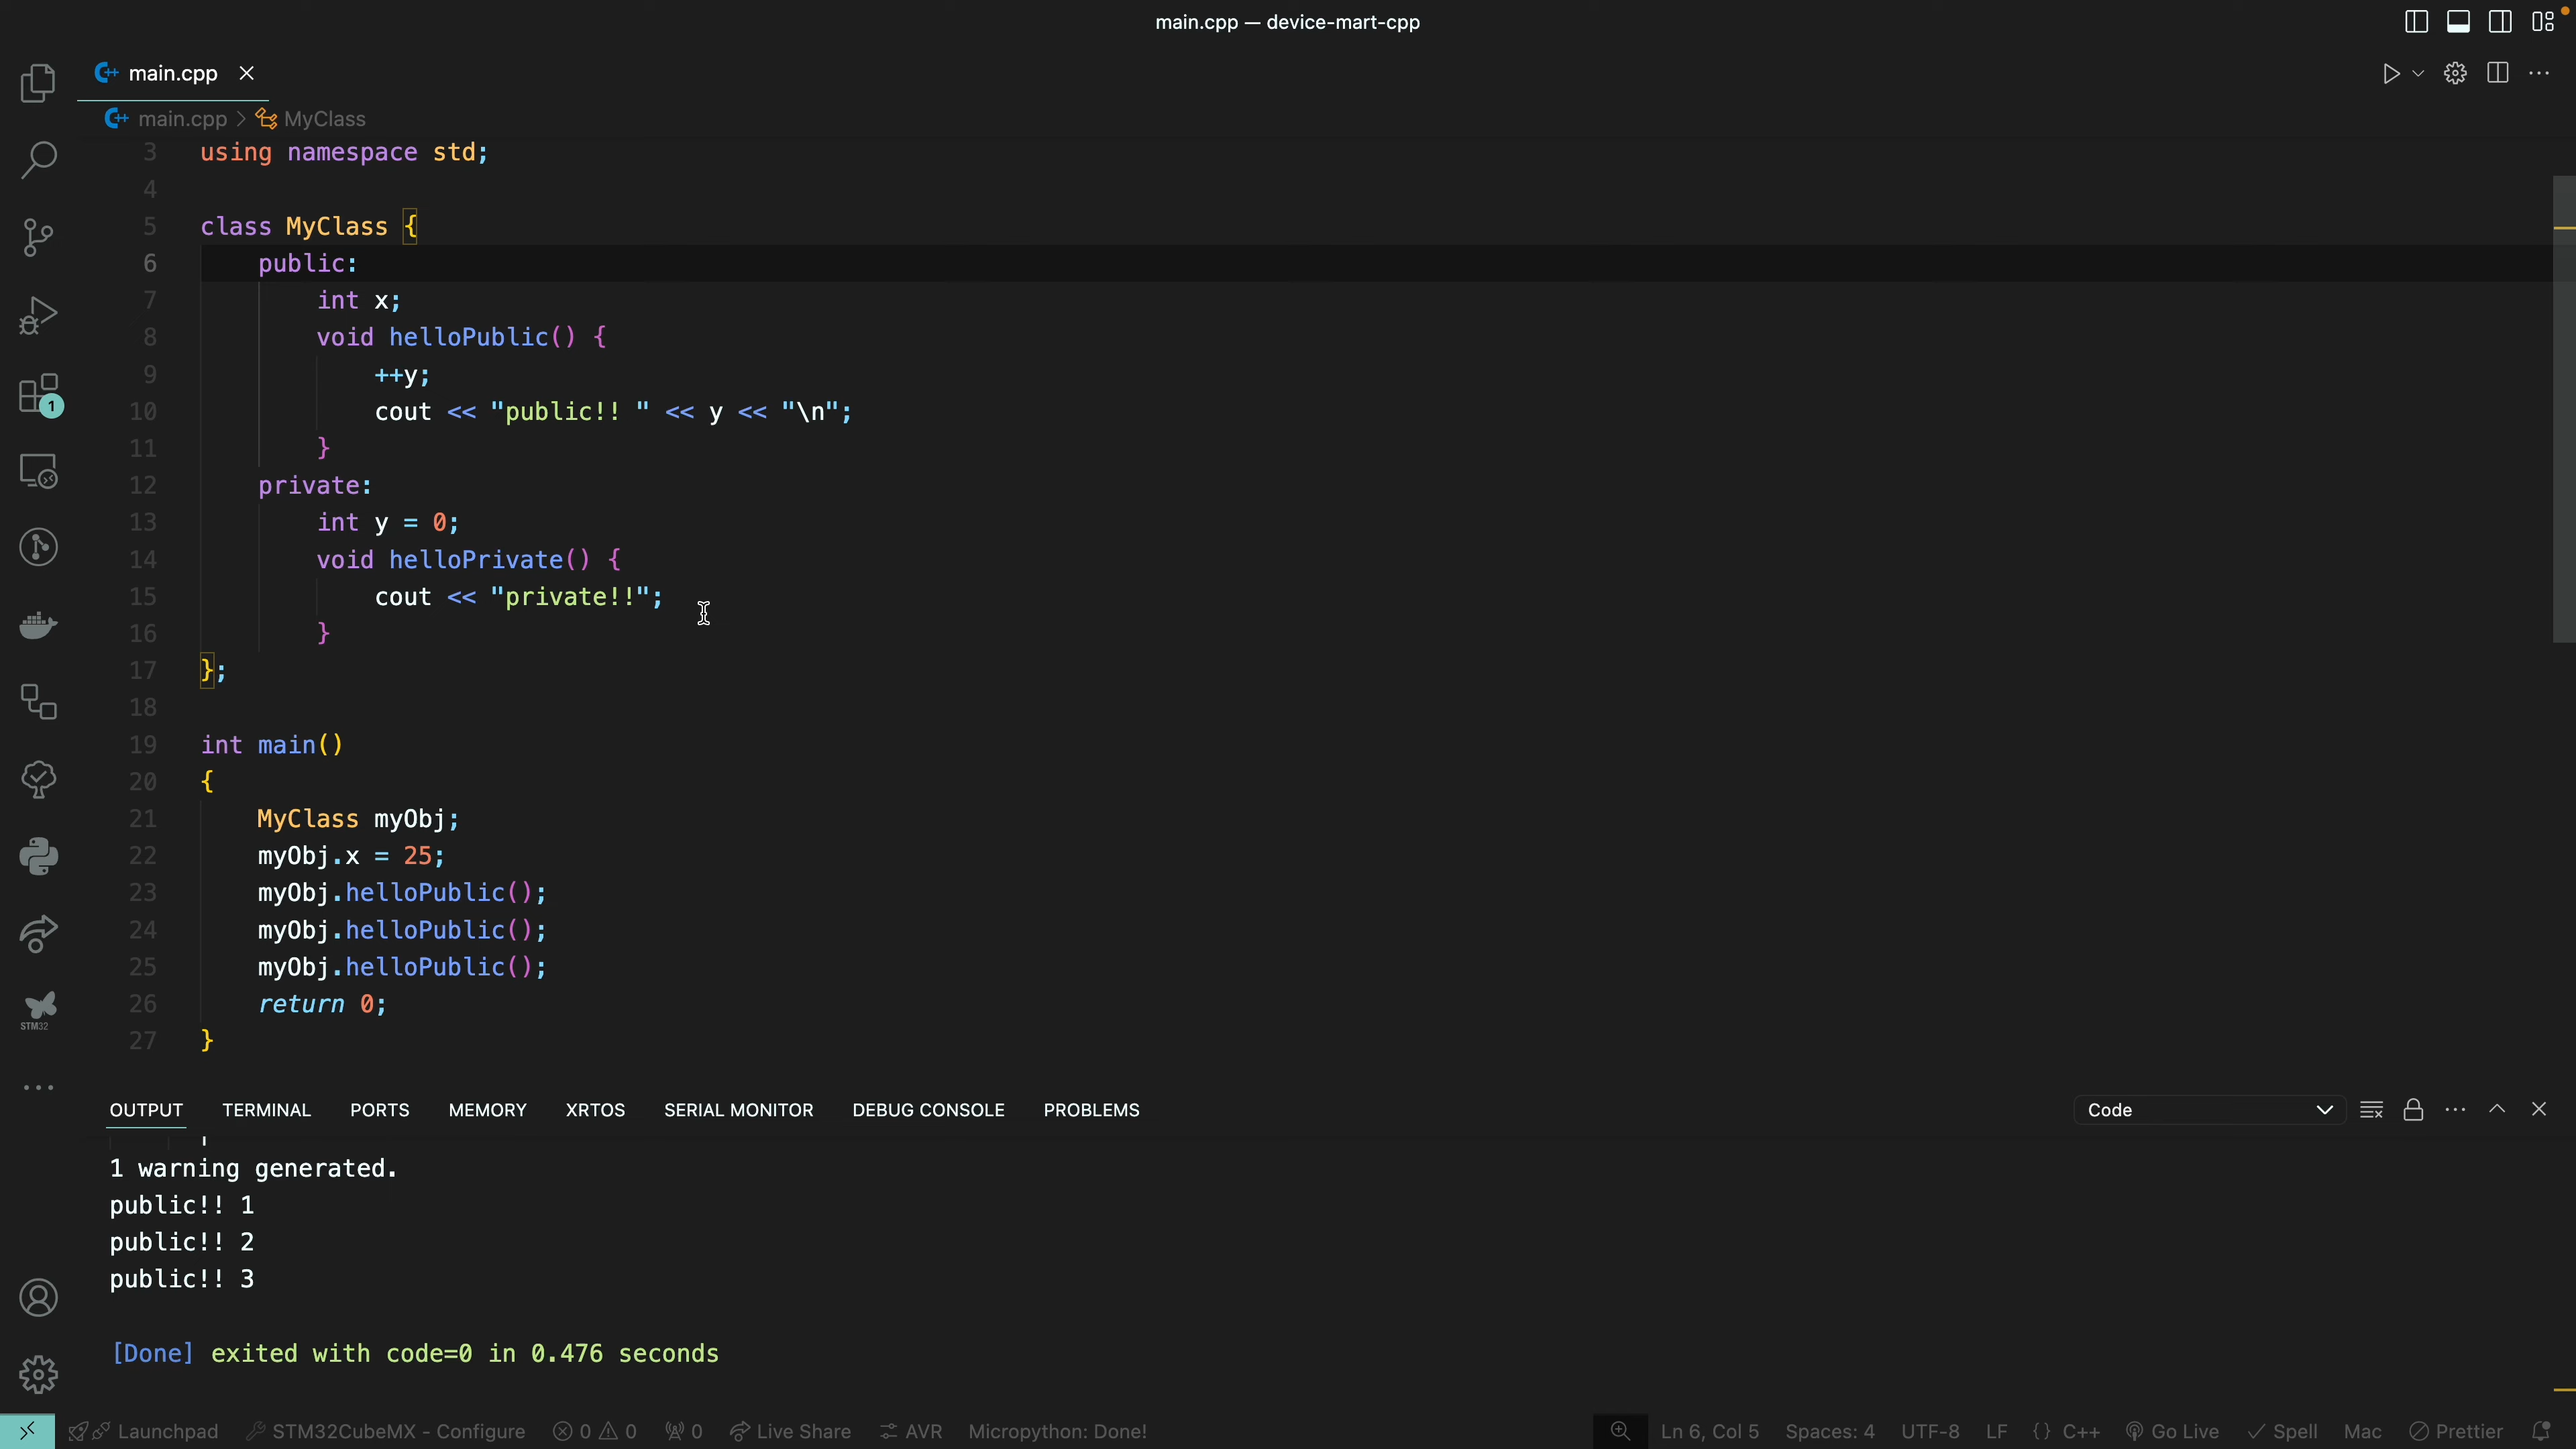 main.cpp — device-mart-cpp
main.cpp
main.cpp > MyClass
3 using namespace std;
4
5 class MyClass {
6 public:
7 int x;
8 void helloPublic() {
9 ++y;
10 cout << "public!! " << y << "\n";
11 }
12 private:
13 int y = 0;
14 void helloPrivate() {
15 cout << "private!!";
16 }
17 };
18
19 int main()
20 {
21 MyClass myObj;
22 myObj.x = 25;
23 myObj.helloPublic();
24 myObj.helloPublic();
25 myObj.helloPublic();
26 return 0;
27 }
1
STM32
OUTPUT TERMINAL PORTS MEMORY XRTOS SERIAL MONITOR DEBUG CONSOLE PROBLEMS Code
1 warning generated.
public!! 1
public!! 2
public!! 3
[Done] exited with code=0 in 0.476 seconds
Launchpad STM32CubeMX - Configure 0 0 0 Live Share AVR Micropython: Done! Ln 6, Col 5 Spaces: 4 UTF-8 LF {} C++ Go Live Spell Mac Prettier